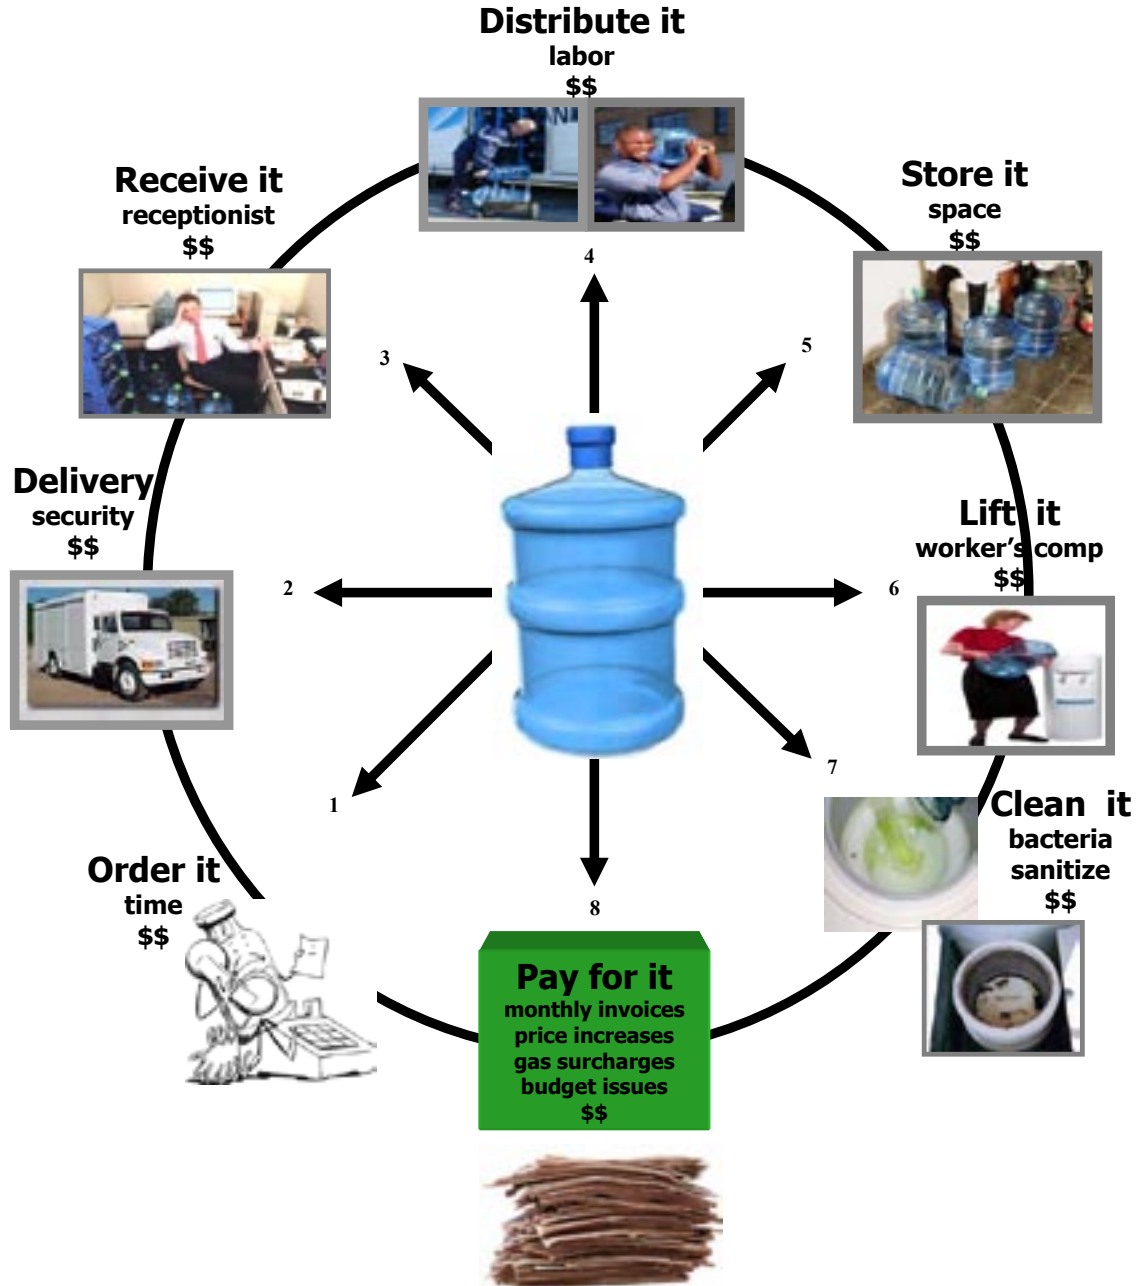 Distribute it
labor
$$
Receive it
receptionist
$$
Store it
space
$$
4
3
5
Delivery
security
$$
Lift it
worker's comp
$$
2
6
1
7
Order it
time
$$
Clean it
bacteria
sanitize
$$
8
Pay for it
monthly invoices
price increases
gas surcharges
budget issues
$$